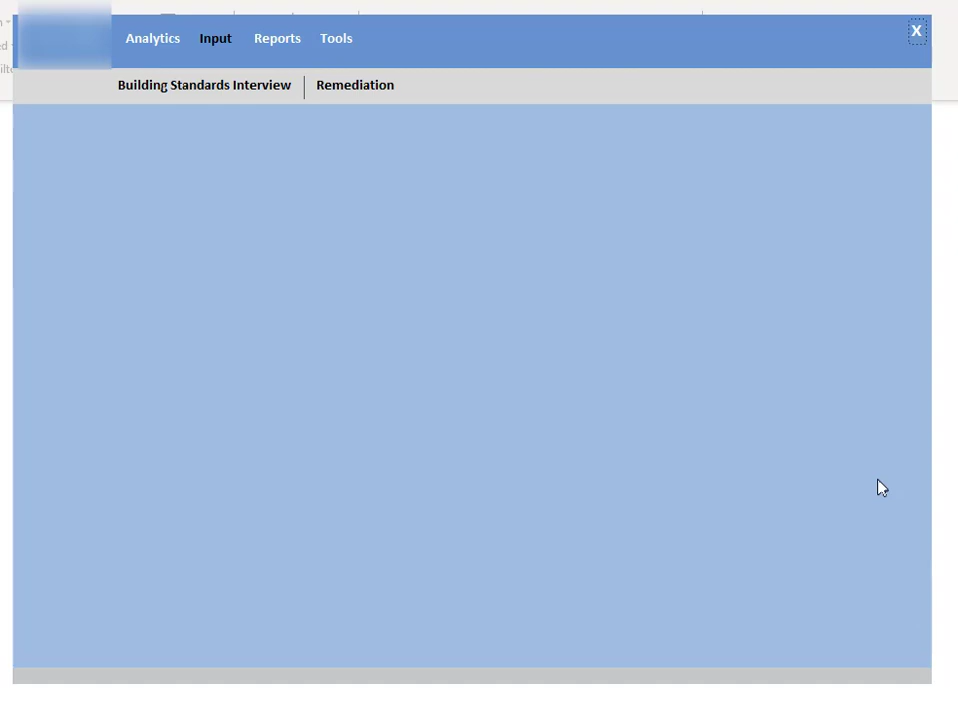 Analytics Input Reports Tools X
Building Standards Interview Remediation